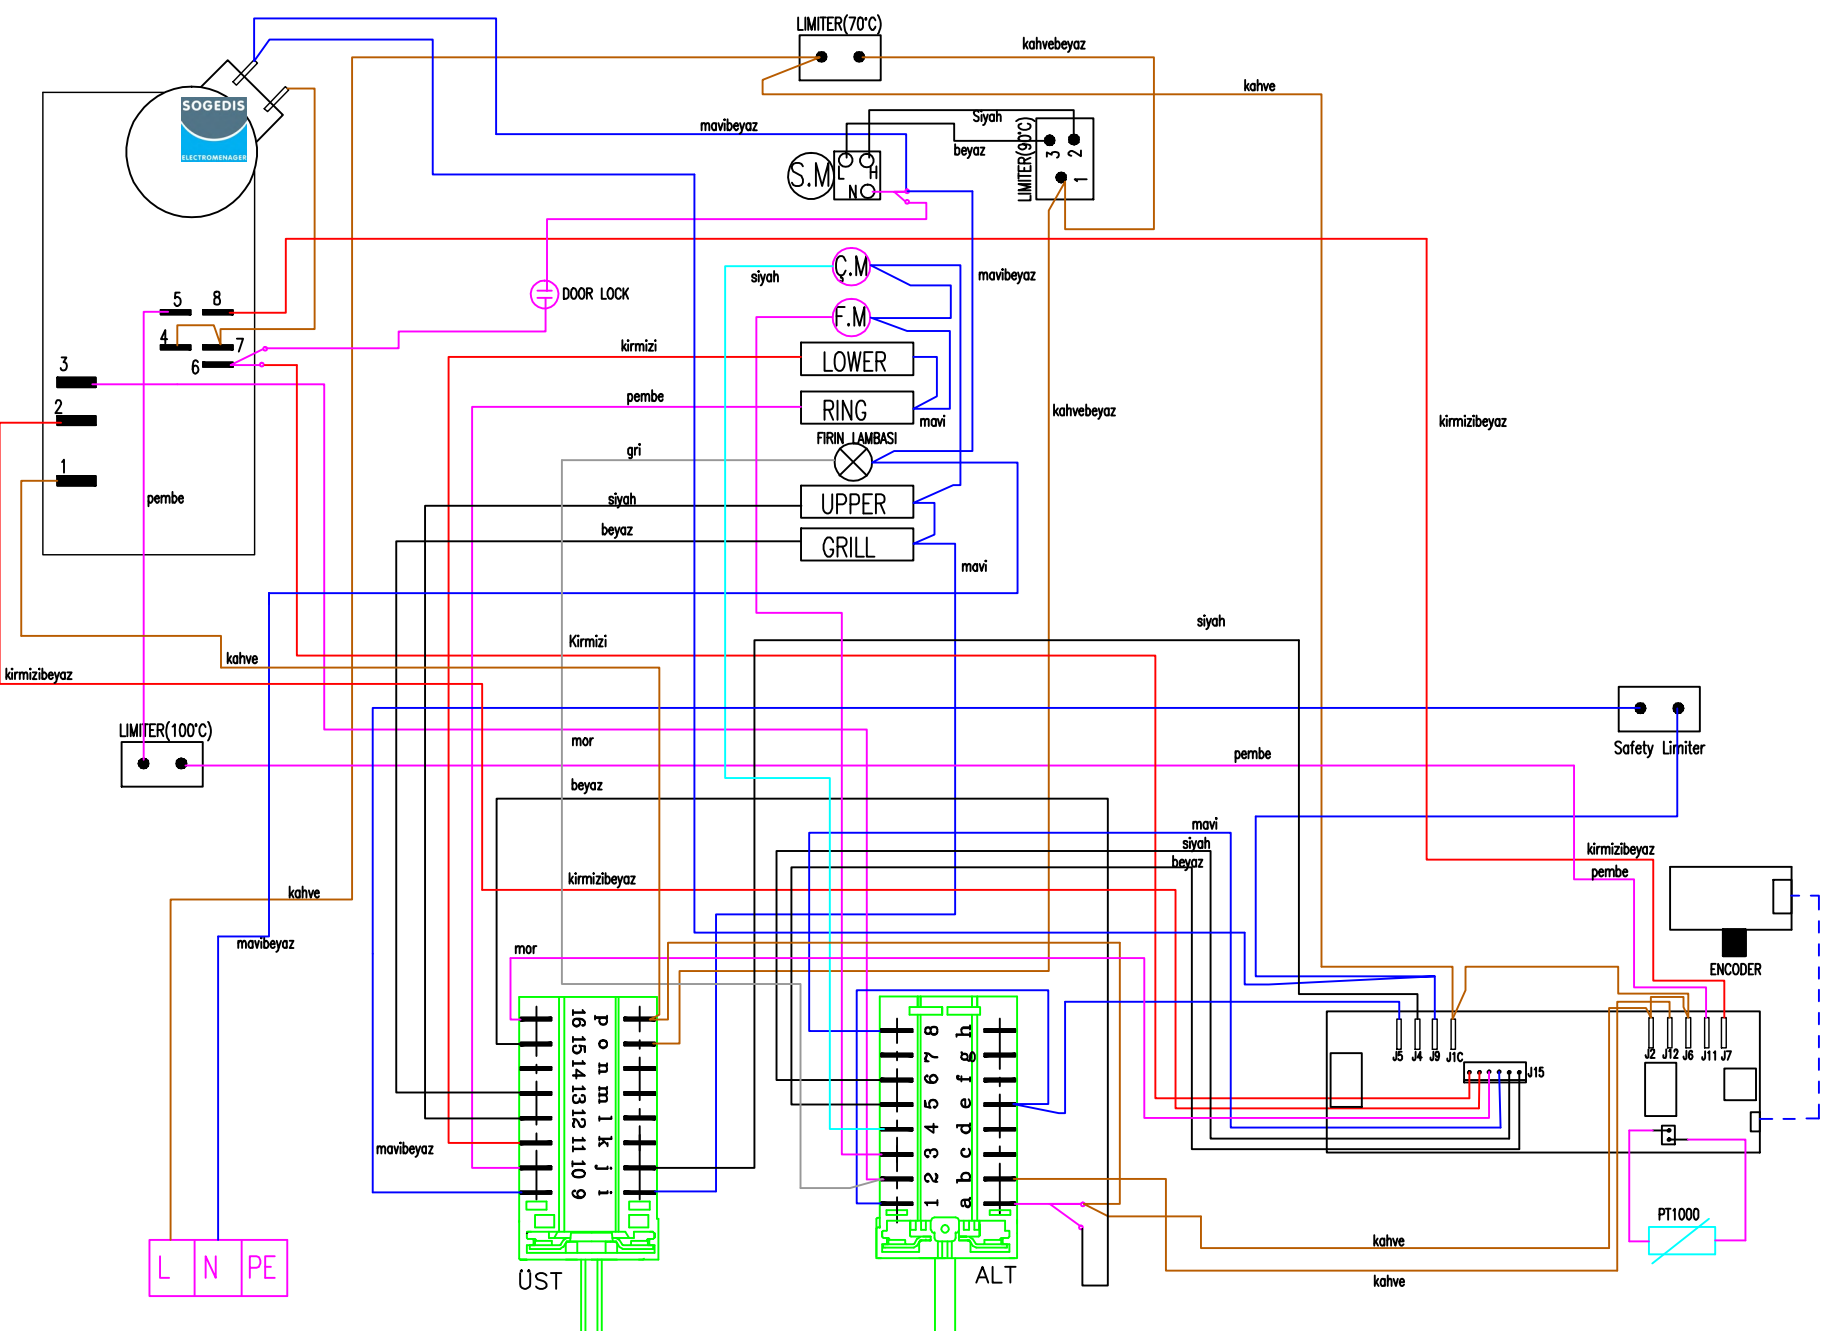 LIMITER(70°C)
kahvebeyaz
kahve
SOGEDIS
ELECTROMENAGER
mavibeyaz
Siyah
beyaz
LIMITER(90°C)
3
2
1
S.M
L
H
N
Ç.M
siyah
mavibeyaz
DOOR LOCK
F.M
5
8
4
7
6
3
2
1
kirmizi
LOWER
pembe
RING
mavi
kahvebeyaz
kirmizibeyaz
FIRIN LAMBASI
gri
pembe
siyah
UPPER
beyaz
GRILL
mavi
siyah
Kirmizi
kahve
kirmizibeyaz
LIMITER(100°C)
mor
Safety Limiter
pembe
beyaz
mavi
siyah
beyaz
kirmizibeyaz
pembe
kirmizibeyaz
kahve
mavibeyaz
mor
ENCODER
16 p
15 o
14 n
13 m
12 l
11 k
10 j
9 i
8 h
7 g
6 f
5 e
4 d
3 c
2 b
1 a
J5
J4
J9
J1C
J15
J2
J12
J6
J11
J7
mavibeyaz
PT1000
kahve
kahve
L
N
PE
ÜST
ALT